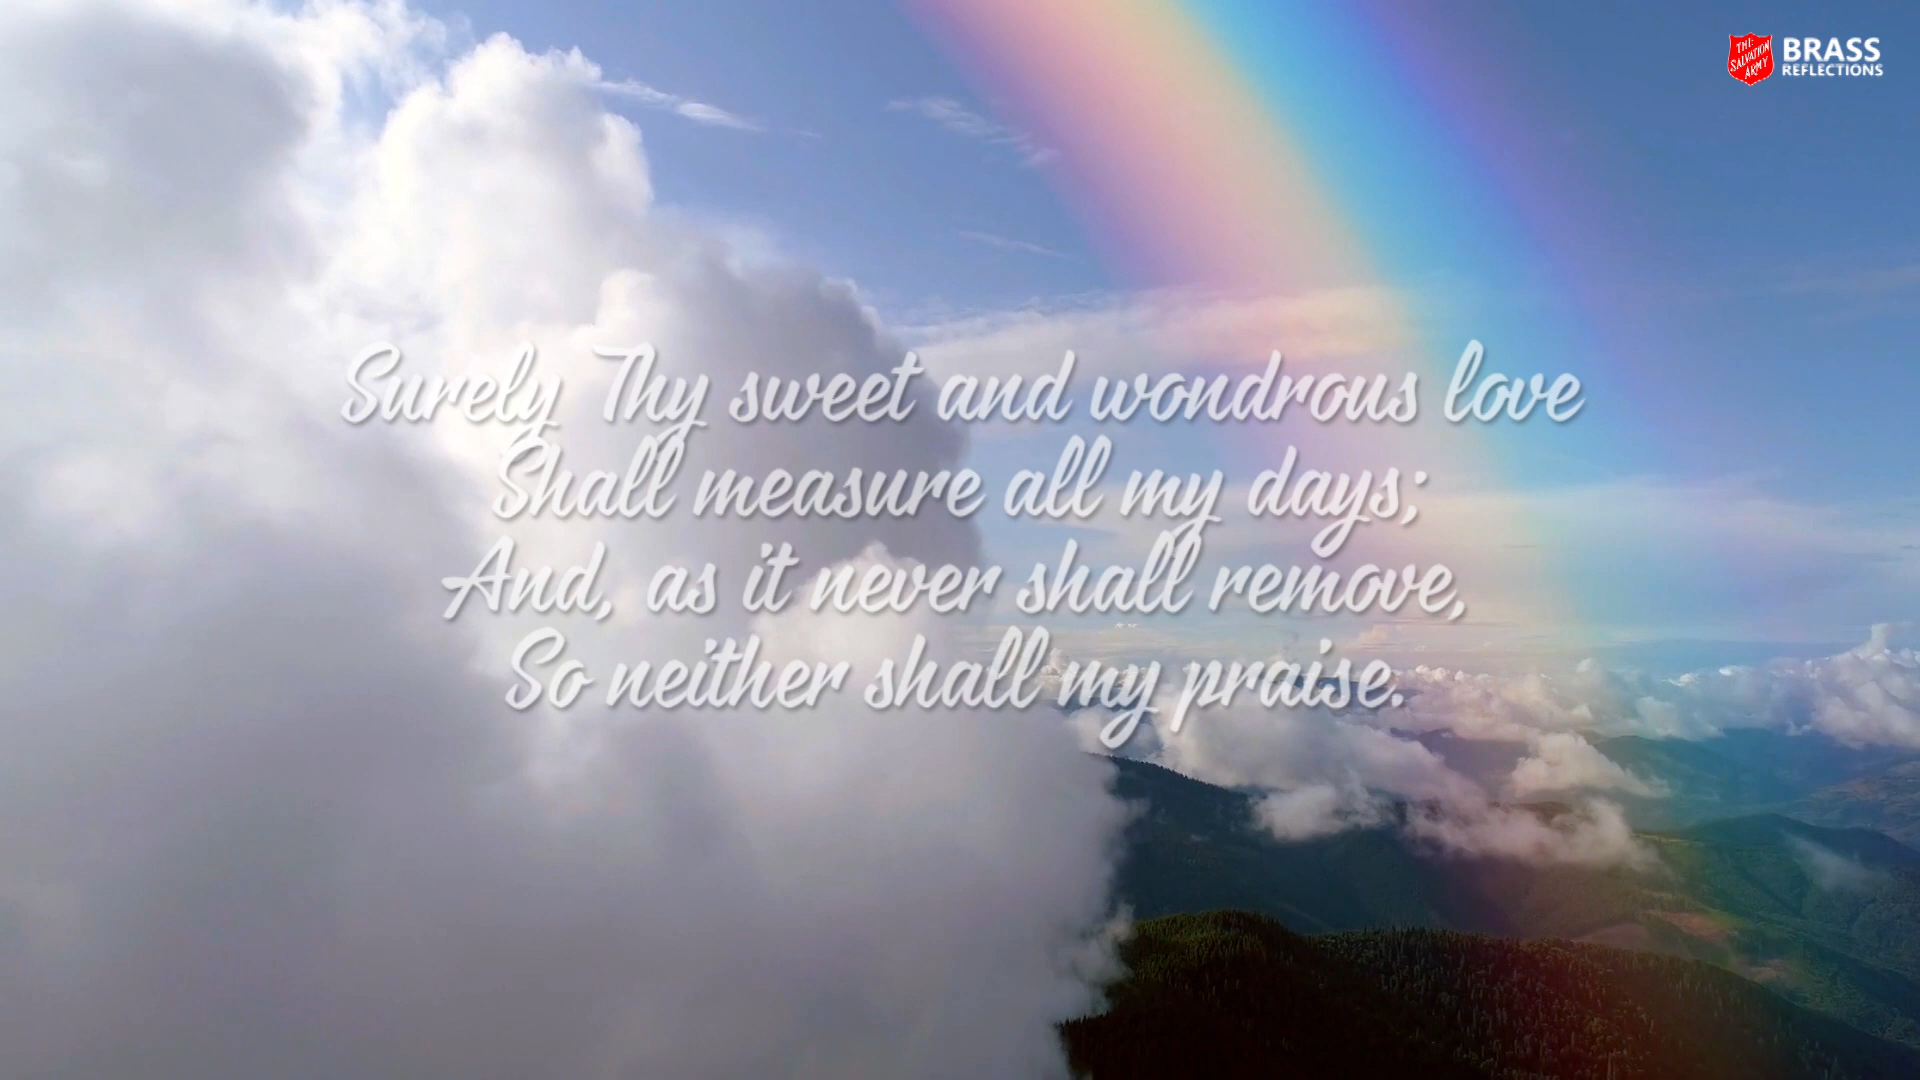 THE
SALVATION
ARMY
BRASS
REFLECTIONS
Surely Thy sweet and wondrous love
Shall measure all my days;
And, as it never shall remove,
So neither shall my praise.